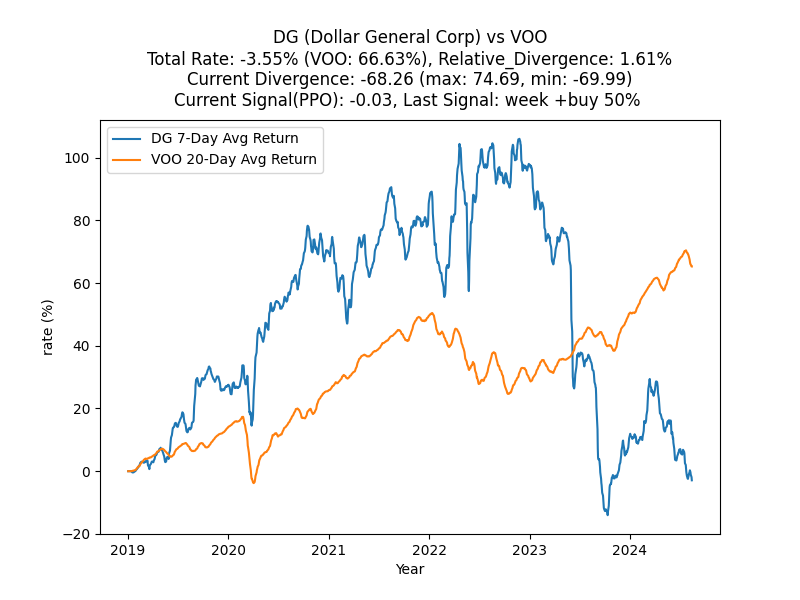 DG (Dollar General Corp) vs VOO
Total Rate: -3.55% (VOO: 66.63%), Relative_Divergence: 1.61%
Current Divergence: -68.26 (max: 74.69, min: -69.99)
Current Signal(PPO): -0.03, Last Signal: week +buy 50%
DG 7-Day Avg Return
VOO 20-Day Avg Return
rate (%)
100
80
60
40
20
0
−20
2019 2020 2021 2022 2023 2024
Year